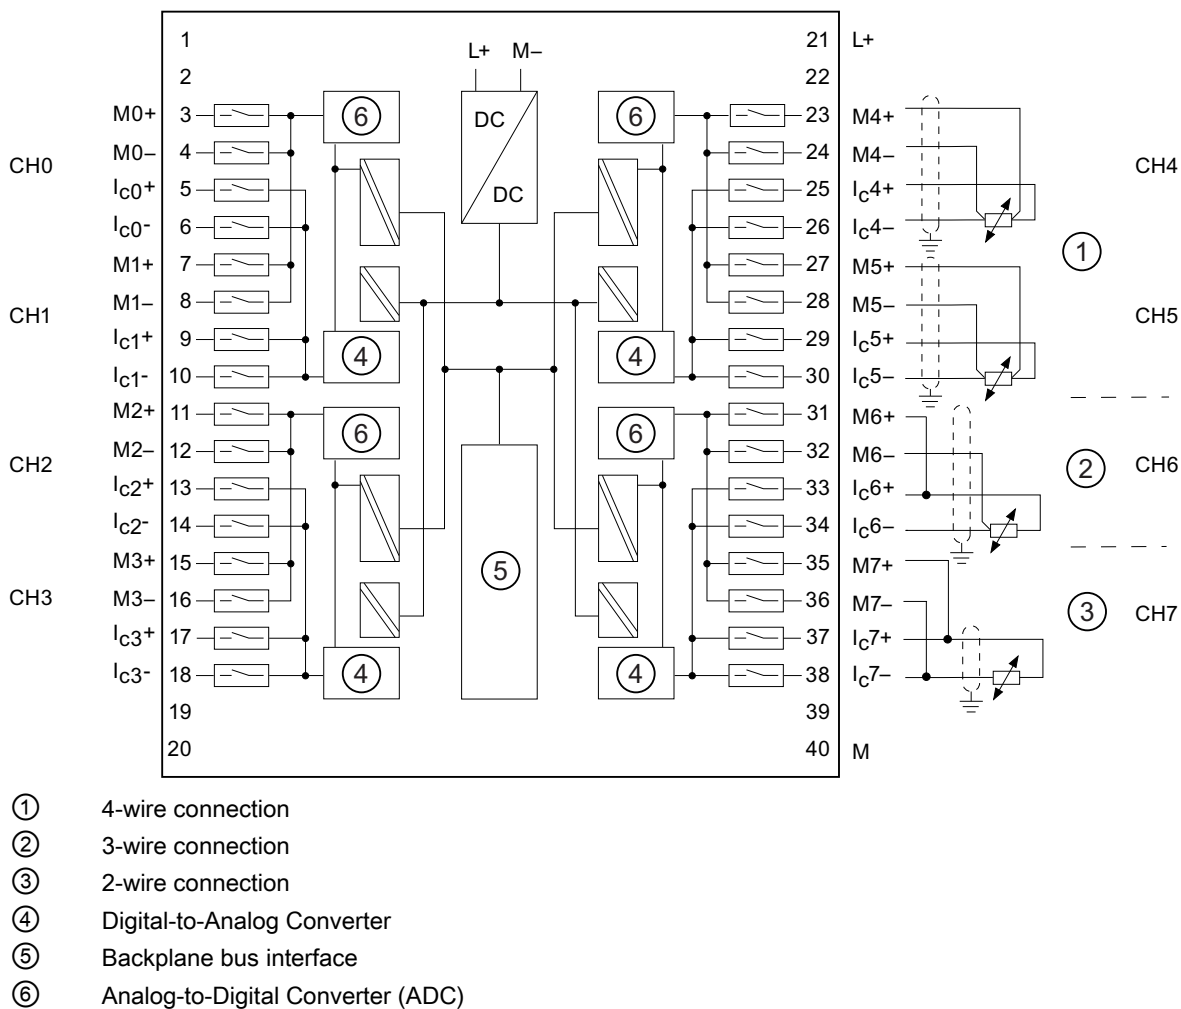 1 21 L+
L+ M–
2 22
M0+ 3 6 DC 6 23 M4+
M0– 4 24 M4–
CH0 CH4
Ic0+ 5 DC 25 Ic4+
Ic0- 6 26 Ic4–
1
M1+ 7 27 M5+
M1– 8 28 M5–
CH1 CH5
Ic1+ 9 4 4 29 Ic5+
Ic1- 10 30 Ic5–
M2+ 11 6 6 31 M6+
M2– 12 32 M6–
CH2 2 CH6
Ic2+ 13 33 Ic6+
Ic2- 14 34 Ic6–
M3+ 15 5 35 M7+
M3– 16 36 M7–
CH3 3 CH7
Ic3+ 17 37 Ic7+
Ic3- 18 4 4 38 Ic7–
19 39
20 40 M
1 4-wire connection
2 3-wire connection
3 2-wire connection
4 Digital-to-Analog Converter
5 Backplane bus interface
6 Analog-to-Digital Converter (ADC)